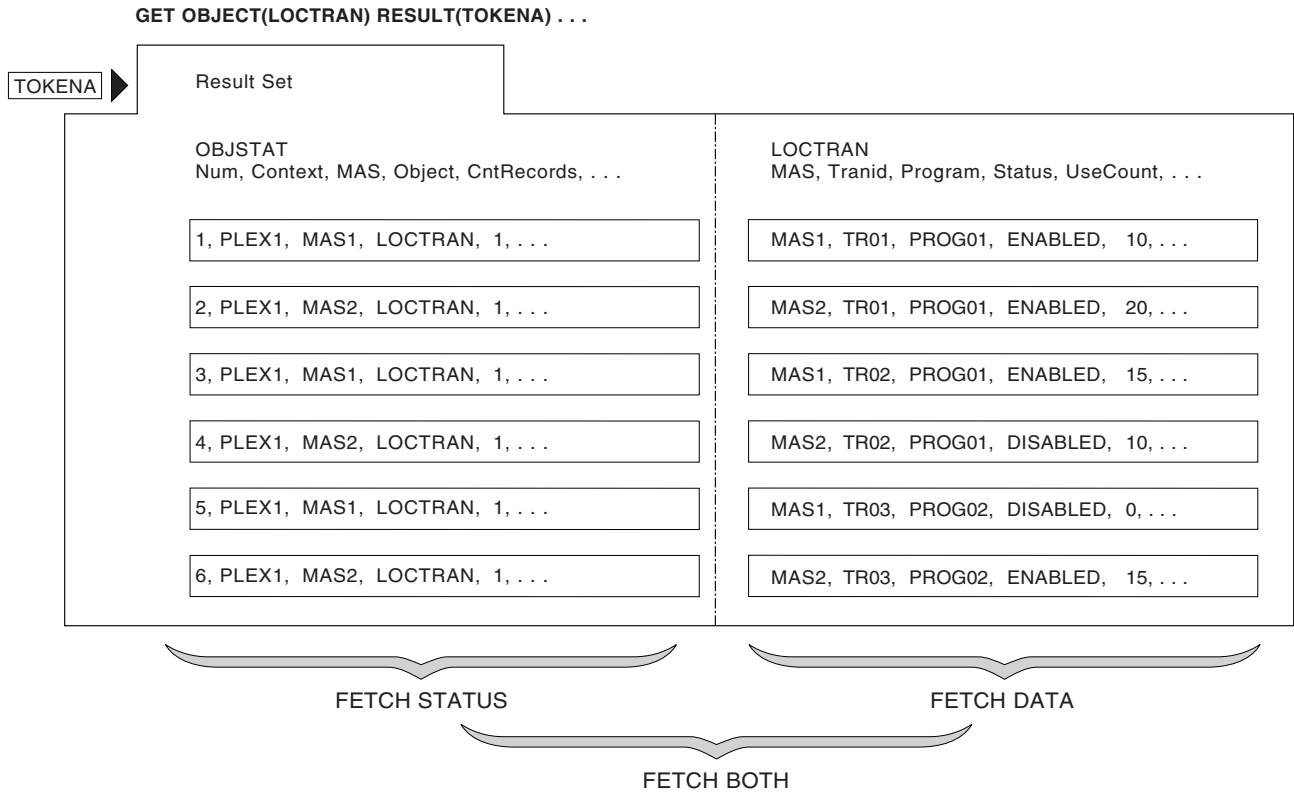 GET OBJECT(LOCTRAN) RESULT(TOKENA) . . .
TOKENA
Result Set
OBJSTAT
Num, Context, MAS, Object, CntRecords, . . .
LOCTRAN
MAS, Tranid, Program, Status, UseCount, . . .
1, PLEX1, MAS1, LOCTRAN, 1, . . .
MAS1, TR01, PROG01, ENABLED, 10, . . .
2, PLEX1, MAS2, LOCTRAN, 1, . . .
MAS2, TR01, PROG01, ENABLED, 20, . . .
3, PLEX1, MAS1, LOCTRAN, 1, . . .
MAS1, TR02, PROG01, ENABLED, 15, . . .
4, PLEX1, MAS2, LOCTRAN, 1, . . .
MAS2, TR02, PROG01, DISABLED, 10, . . .
5, PLEX1, MAS1, LOCTRAN, 1, . . .
MAS1, TR03, PROG02, DISABLED, 0, . . .
6, PLEX1, MAS2, LOCTRAN, 1, . . .
MAS2, TR03, PROG02, ENABLED, 15, . . .
FETCH STATUS
FETCH DATA
FETCH BOTH